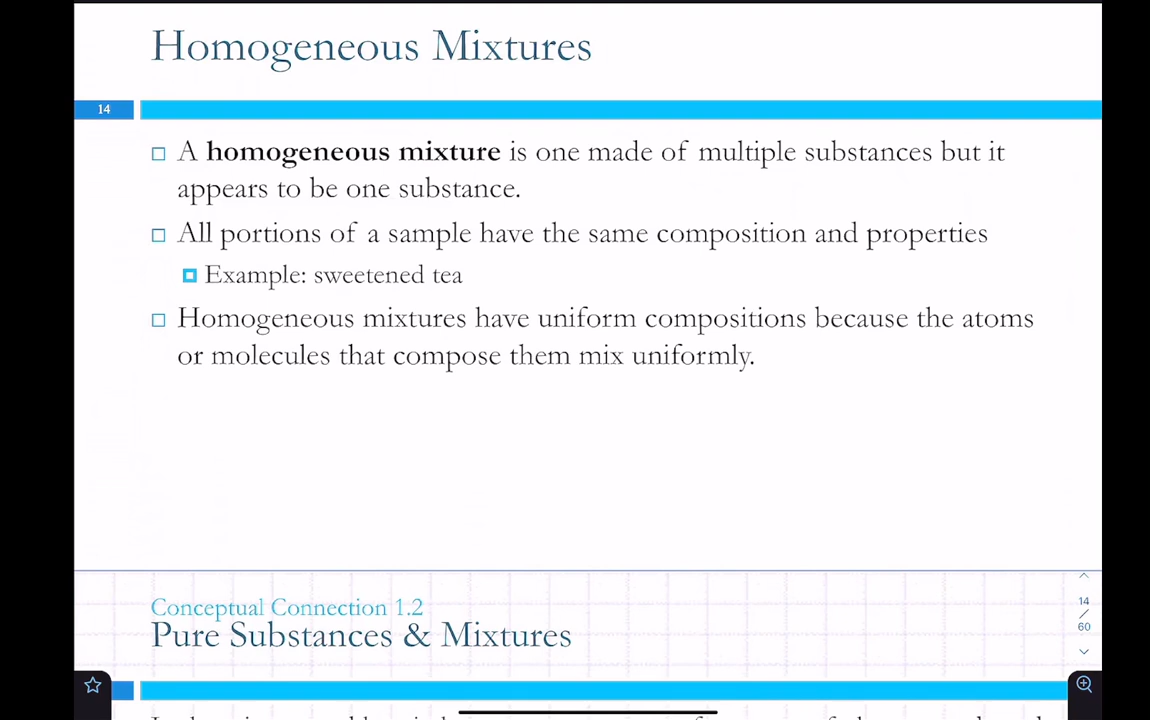 Homogeneous Mixtures
14
A homogeneous mixture is one made of multiple substances but it
appears to be one substance.
All portions of a sample have the same composition and properties
Example: sweetened tea
Homogeneous mixtures have uniform compositions because the atoms
or molecules that compose them mix uniformly.
Conceptual Connection 1.2
Pure Substances & Mixtures
14
/
60